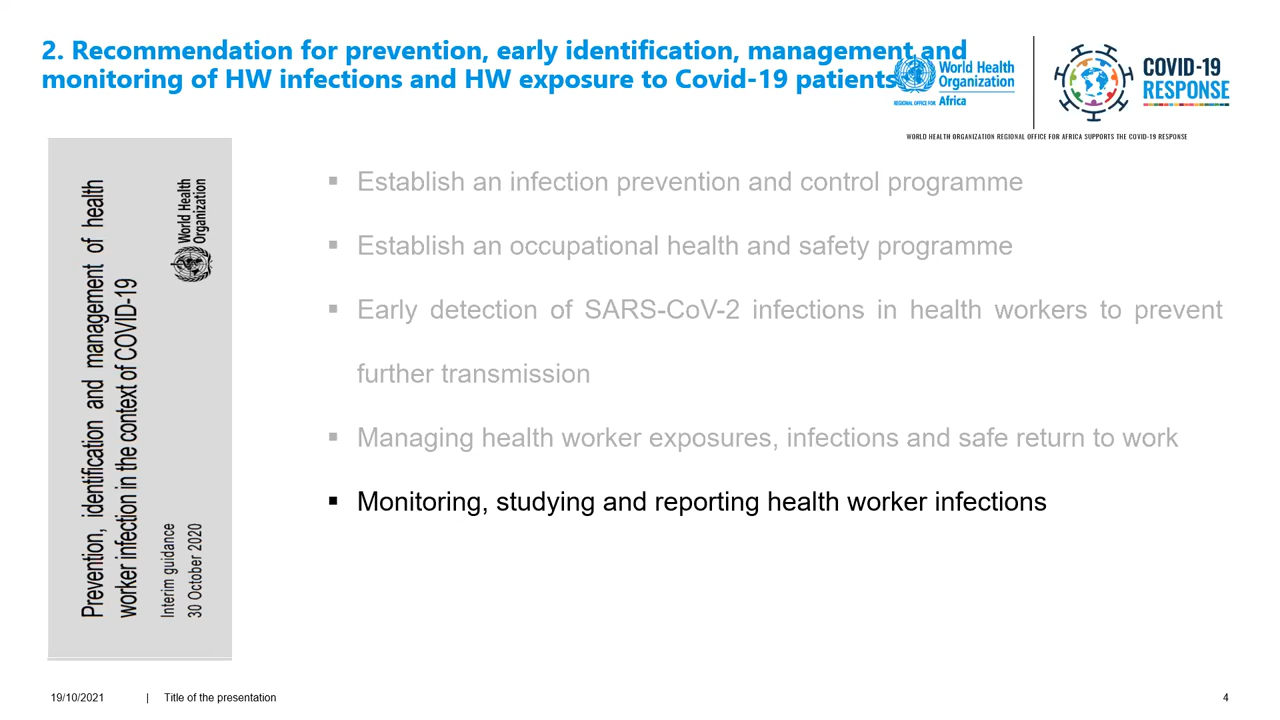 2. Recommendation for prevention, early identification, management and
monitoring of HW infections and HW exposure to Covid-19 patients
World Health
Organization
REGIONAL OFFICE FOR Africa
COVID-19
RESPONSE
WORLD HEALTH ORGANIZATION REGIONAL OFFICE FOR AFRICA SUPPORTS THE COVID-19 RESPONSE
Prevention, identification and management of health
worker infection in the context of COVID-19
Interim guidance
30 October 2020
World Health
Organization
▪ Establish an infection prevention and control programme
▪ Establish an occupational health and safety programme
▪ Early detection of SARS-CoV-2 infections in health workers to prevent
further transmission
▪ Managing health worker exposures, infections and safe return to work
▪ Monitoring, studying and reporting health worker infections
19/10/2021 | Title of the presentation 4